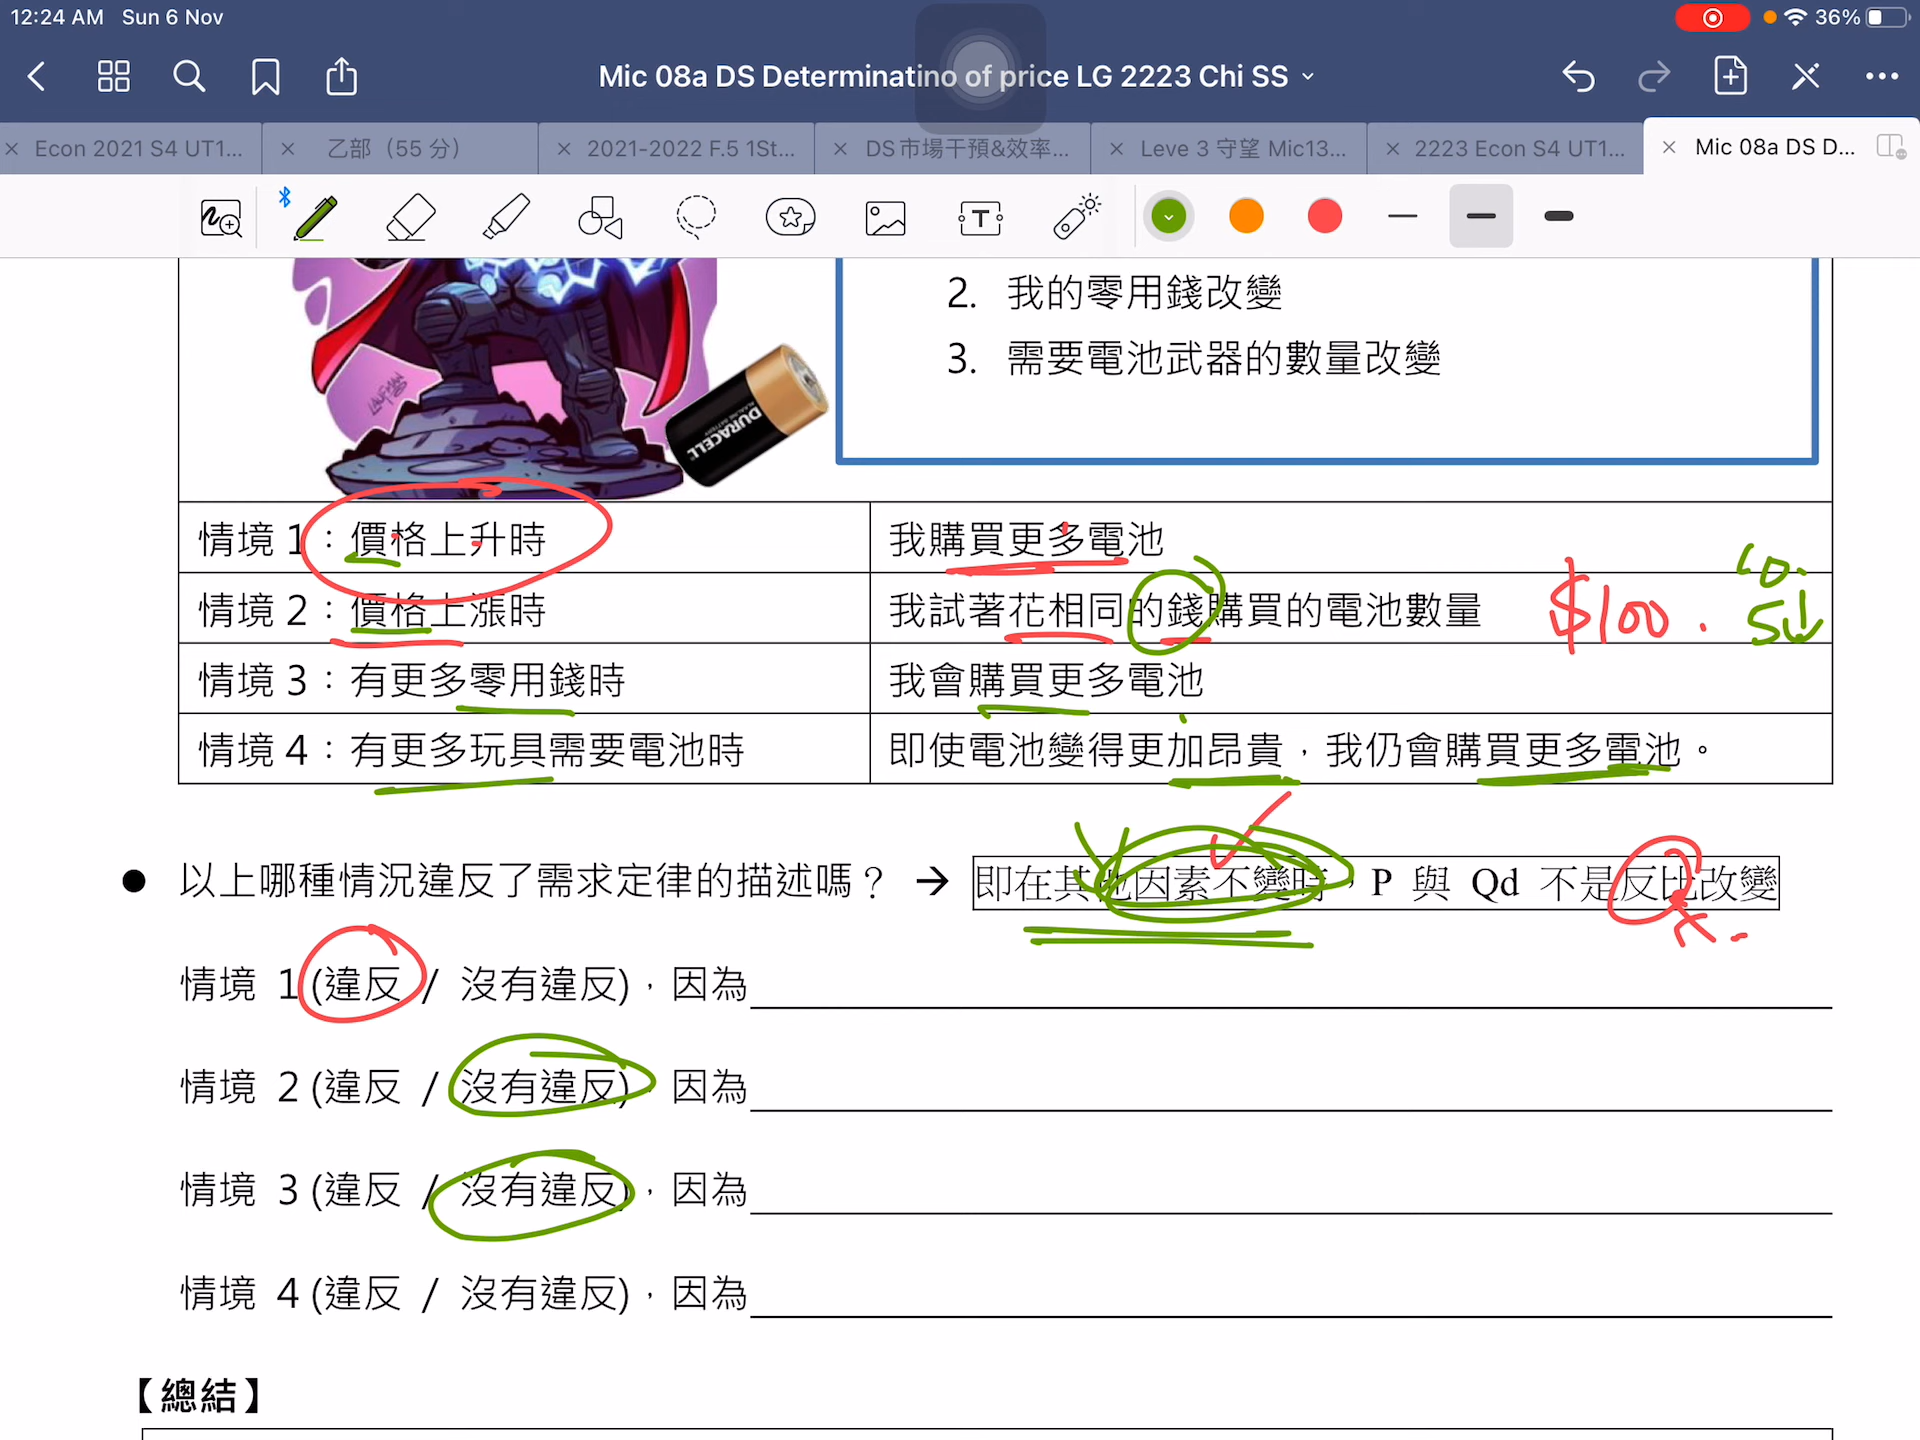 12:24 AM Sun 6 Nov
36%
Mic 08a DS Determinatino of price LG 2223 Chi SS
Econ 2021 S4 UT1...
乙部（55 分）
2021-2022 F.5 1St...
DS市場干預&效率...
Leve 3 守望 Mic13...
2223 Econ S4 UT1...
Mic 08a DS D...
2. 我的零用錢改變
3. 需要電池武器的數量改變
LAUFMAN
DURACELL
情境 1：價格上升時 我購買更多電池
情境 2：價格上漲時 我試著花相同的錢購買的電池數量 $100.
情境 3：有更多零用錢時 我會購買更多電池
情境 4：有更多玩具需要電池時 即使電池變得更加昂貴，我仍會購買更多電池。
● 以上哪種情況違反了需求定律的描述嗎？ → 即在其他因素不變時，P 與 Qd 不是反比改變
情境 1 (違反 / 沒有違反)，因為
情境 2 (違反 / 沒有違反)，因為
情境 3 (違反 / 沒有違反)，因為
情境 4 (違反 / 沒有違反)，因為
【總結】